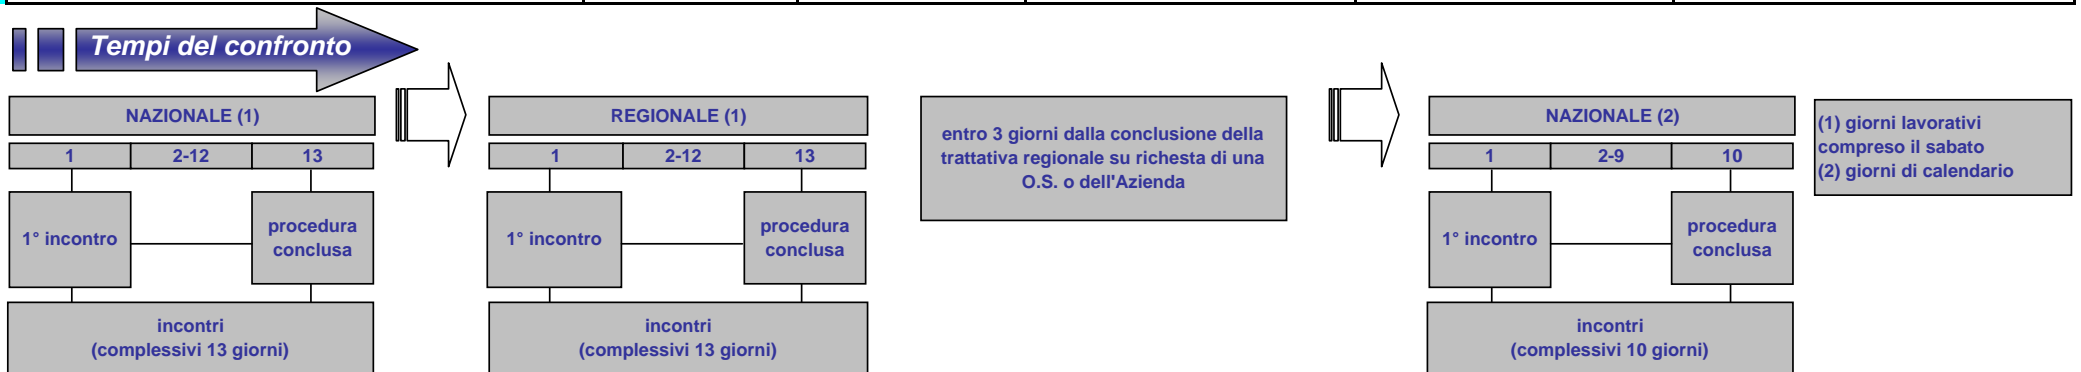 Tempi del confronto
NAZIONALE (1)
1 2-12 13
1° incontro
procedura
conclusa
incontri
(complessivi 13 giorni)
REGIONALE (1)
1 2-12 13
1° incontro
procedura
conclusa
incontri
(complessivi 13 giorni)
entro 3 giorni dalla conclusione della
trattativa regionale su richesta di una
O.S. o dell'Azienda
NAZIONALE (2)
1 2-9 10
1° incontro
procedura
conclusa
incontri
(complessivi 10 giorni)
(1) giorni lavorativi
compreso il sabato
(2) giorni di calendario